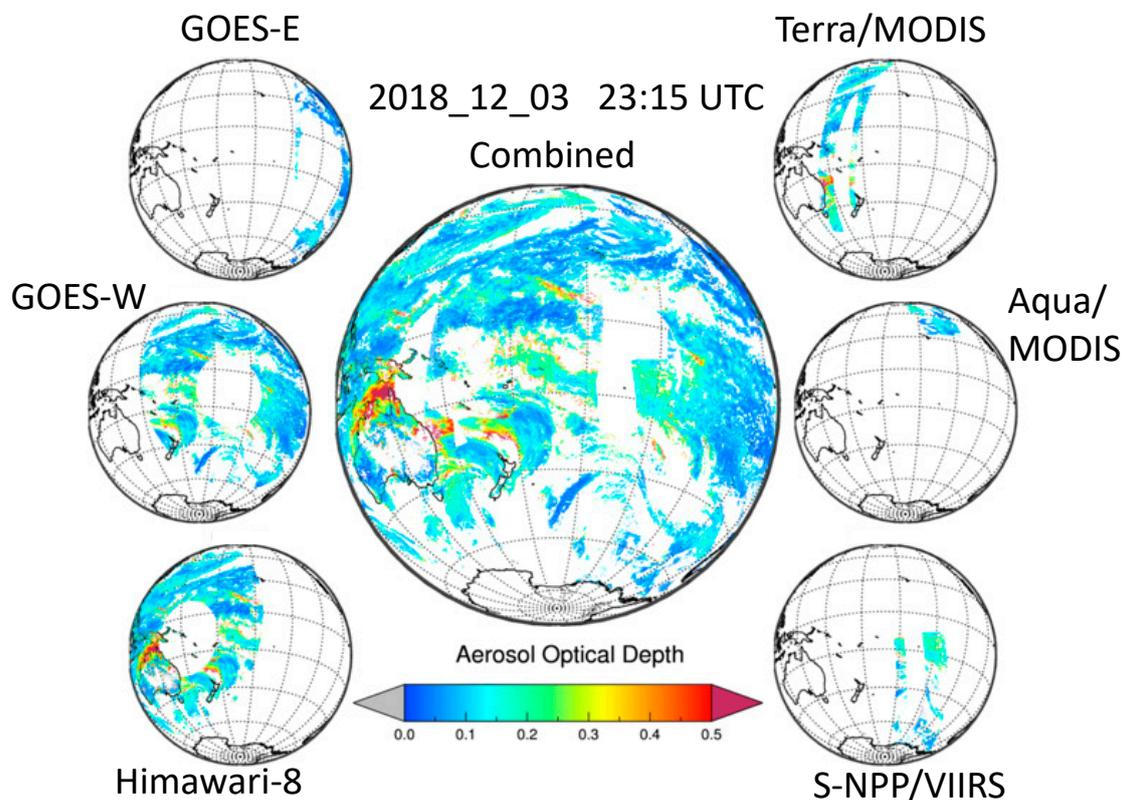 GOES-E
Terra/MODIS
2018_12_03 23:15 UTC
Combined
GOES-W
Aqua/
MODIS
Aerosol Optical Depth
0.0 0.1 0.2 0.3 0.4 0.5
Himawari-8
S-NPP/VIIRS